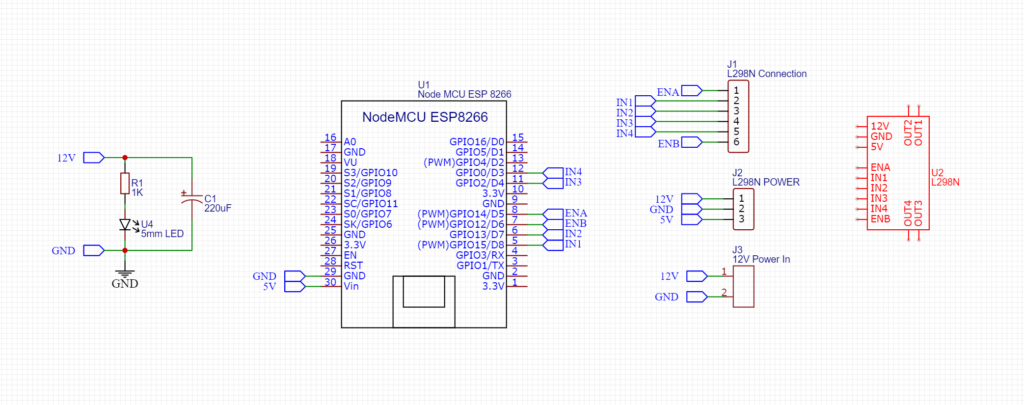 12V
R1
1K
C1
220uF
U4
5mm LED
GND
GND
U1
Node MCU ESP 8266
NodeMCU ESP8266
16 A0
17 GND
18 VU
19 S3/GPIO10
20 S2/GPIO9
21 S1/GPIO8
22 SC/GPIO11
23 S0/GPIO7
24 SK/GPIO6
25 GND
26 3.3V
27 EN
28 RST
GND 29 GND
5V 30 Vin
GPIO16/D0 15
GPIO5/D1 14
(PWM)GPIO4/D2 13
GPIO0/D3 12 IN4
GPIO2/D4 11 IN3
3.3V 10
GND 9
(PWM)GPIO14/D5 8 ENA
(PWM)GPIO12/D6 7 ENB
GPIO13/D7 6 IN2
(PWM)GPIO15/D8 5 IN1
GPIO3/RX 4
GPIO1/TX 3
GND 2
3.3V 1
J1
L298N Connection
ENA 1
IN1 2
IN2 3
IN3 4
IN4 5
ENB 6
J2
L298N POWER
12V 1
GND 2
5V 3
J3
12V Power In
12V 1
GND 2
12V
GND
5V
ENA
IN1
IN2
IN3
IN4
ENB
OUT2
OUT1
OUT4
OUT3
U2
L298N